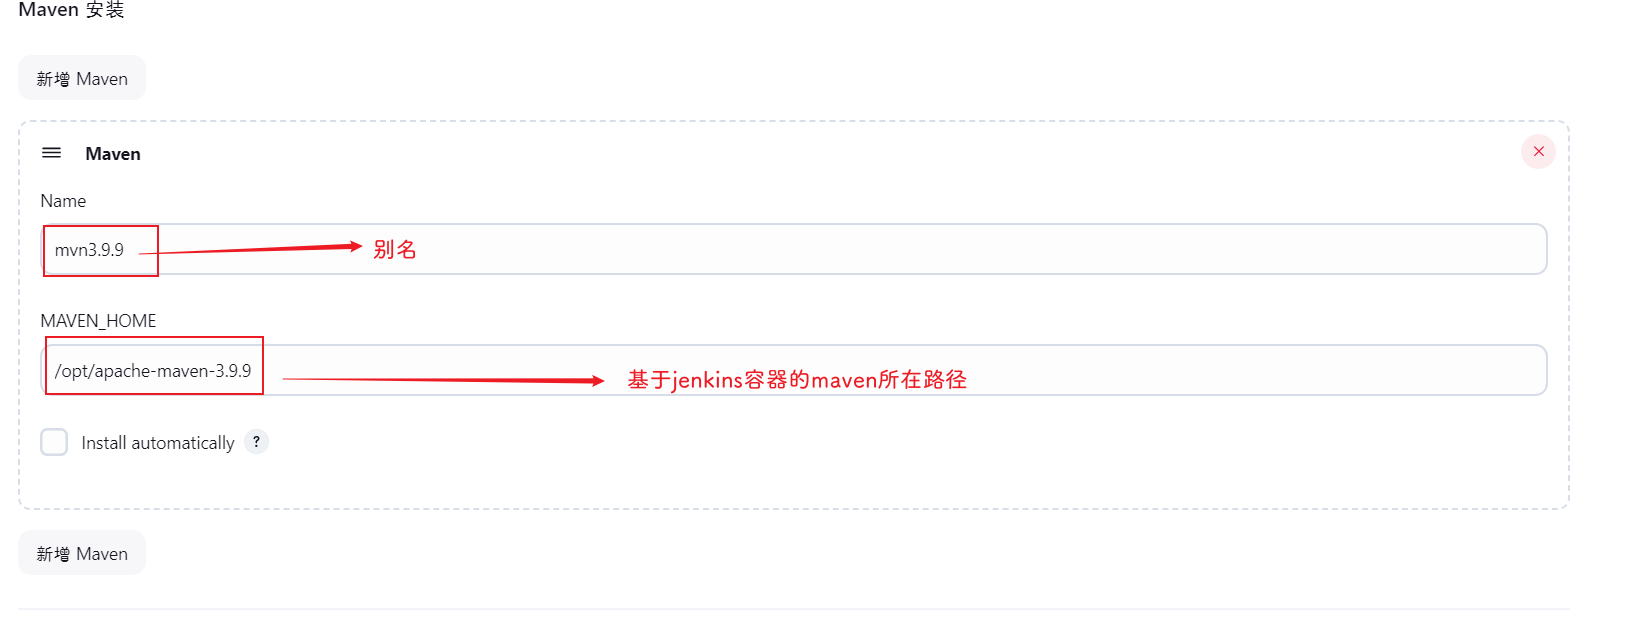 Maven 安装
新增 Maven
Maven
Name
mvn3.9.9
别名
MAVEN_HOME
/opt/apache-maven-3.9.9
基于jenkins容器的maven所在路径
Install automatically ?
新增 Maven